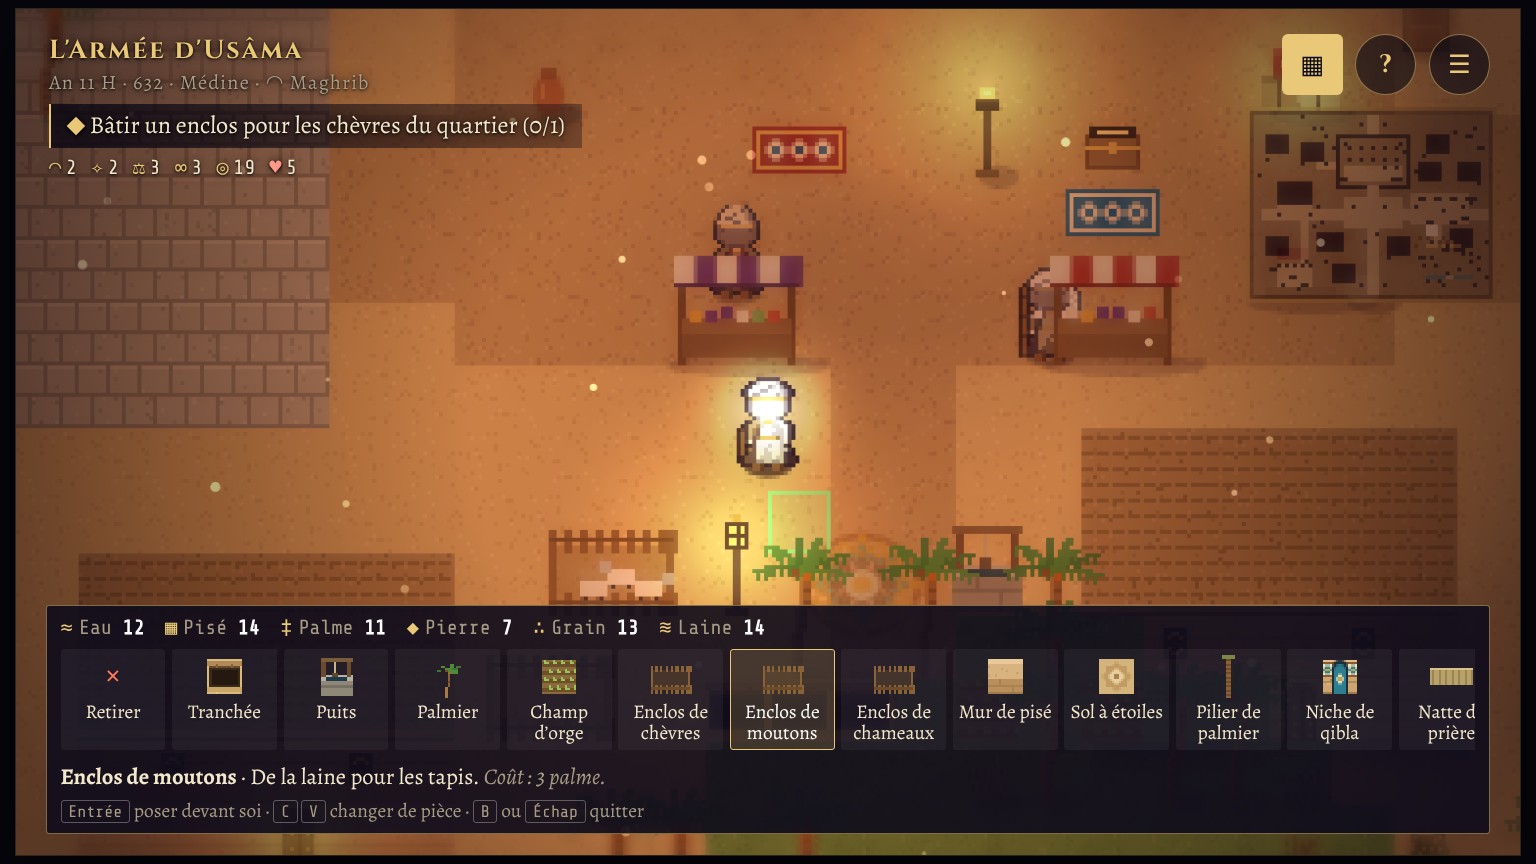 L'Armée d'Usâma
An 11 H · 632 · Médine · ◠ Maghrib
◆ Bâtir un enclos pour les chèvres du quartier (0/1)
◠ 2 ✧ 2 ⚖ 3 ∞ 3 ◎ 19 ♥ 5
▦ ? ☰
≈ Eau 12 ▦ Pisé 14 ‡ Palme 11 ◆ Pierre 7 ∴ Grain 13 ≋ Laine 14
× Retirer
Tranchée
Puits
Palmier
Champ d'orge
Enclos de chèvres
Enclos de moutons
Enclos de chameaux
Mur de pisé
Sol à étoiles
Pilier de palmier
Niche de qibla
Natte d
prière
Enclos de moutons · De la laine pour les tapis. Coût : 3 palme.
Entrée poser devant soi · C V changer de pièce · B ou Échap quitter